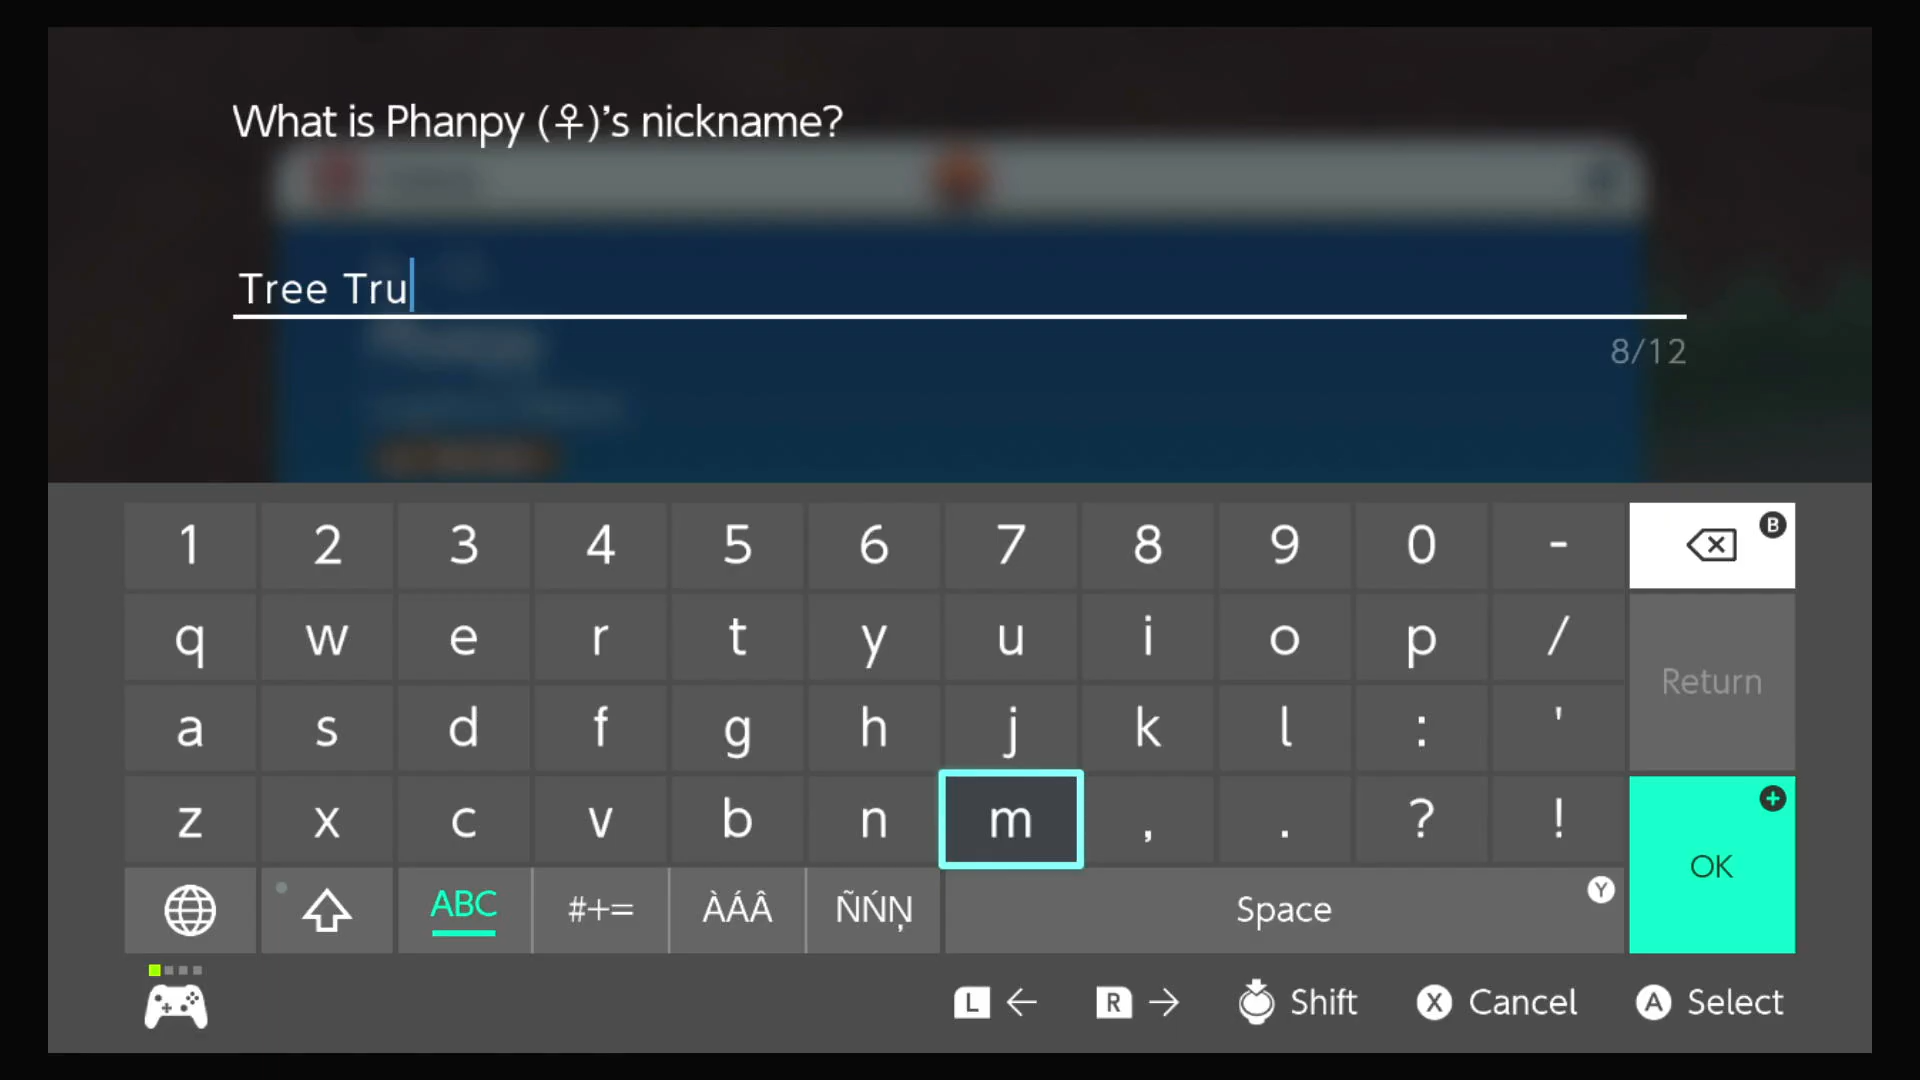 What is Phanpy (♀)'s nickname?
Tree Tru
8/12
1 2 3 4 5 6 7 8 9 0 - B
q w e r t y u i o p /
Return
a s d f g h j k l : '
z x c v b n m , . ? ! +
OK
ABC #+= ÀÁÂ ÑŃŅ Space Y
L ← R → Shift X Cancel A Select